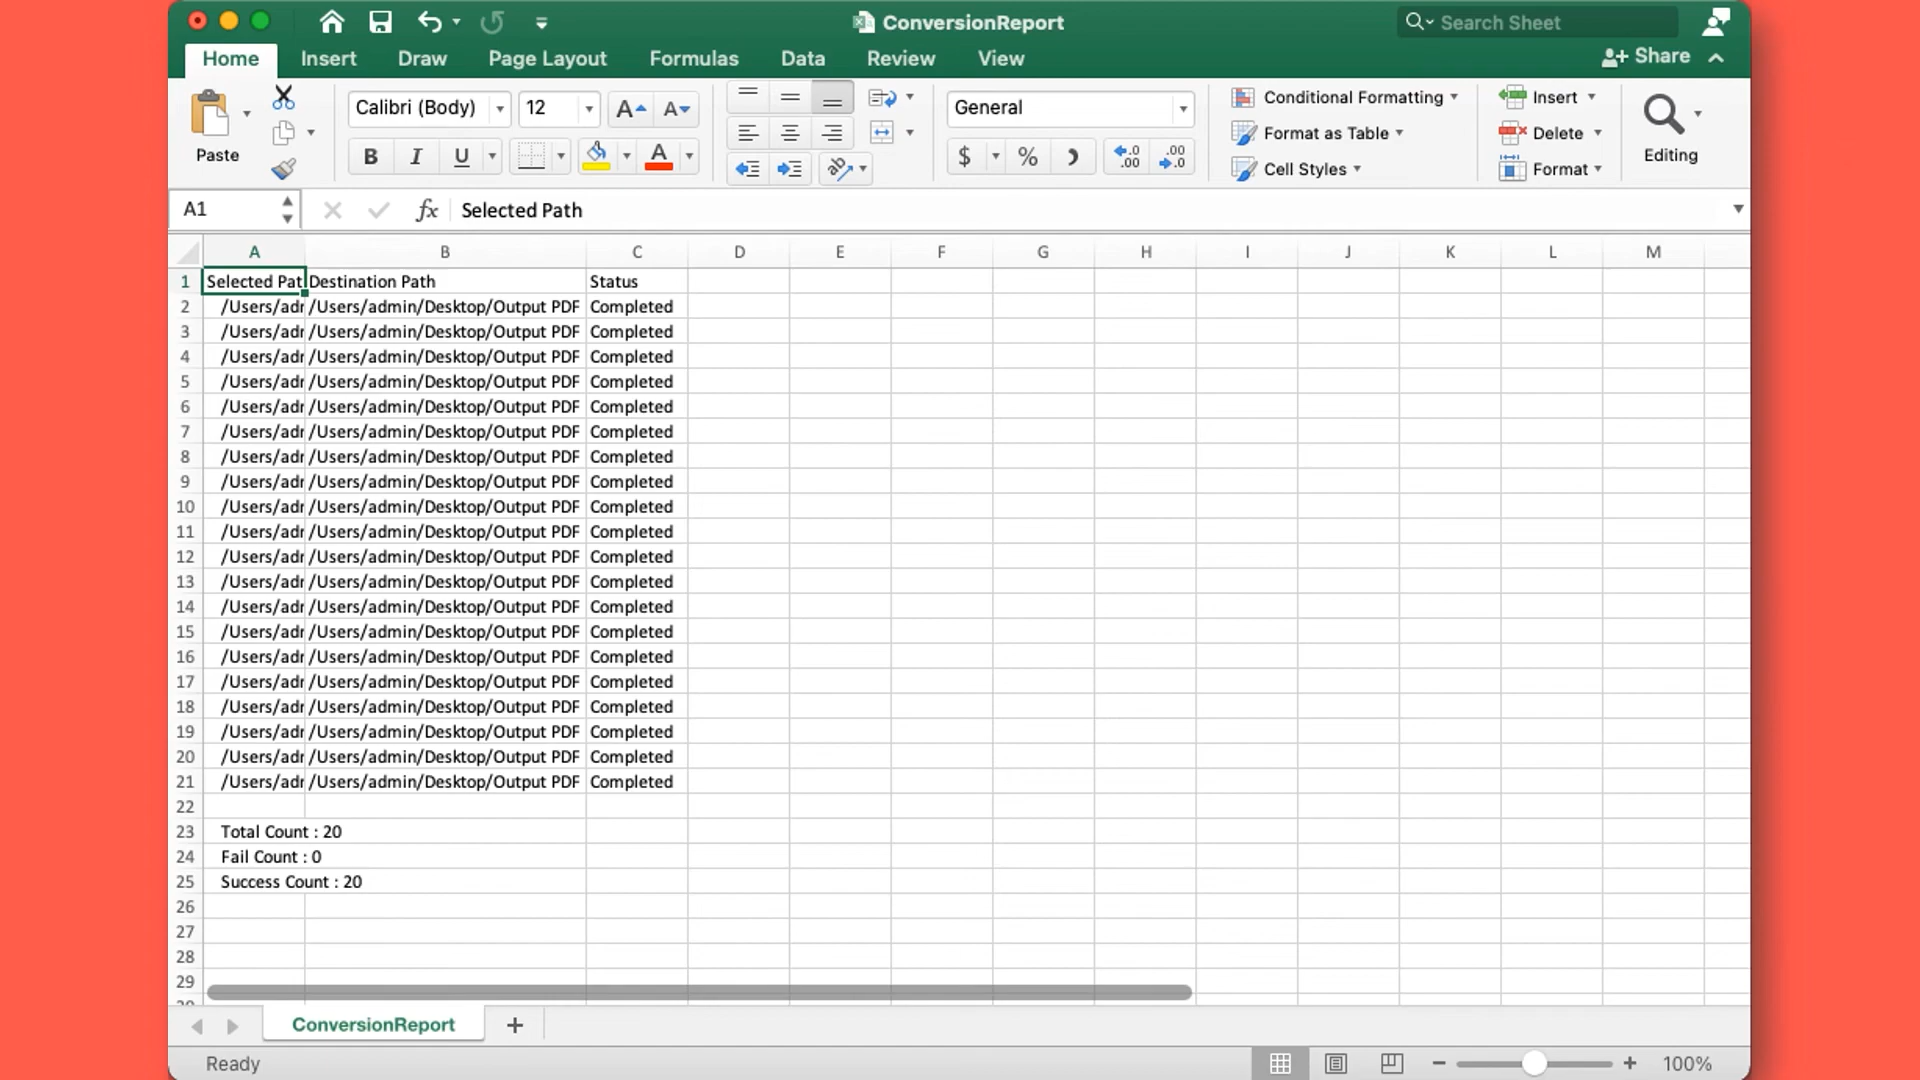 ConversionReport
Search Sheet
Home Insert Draw Page Layout Formulas Data Review View Share
Paste
Calibri (Body) 12
A A
B I U A
General
$ % .0 .00 .00 .0
Conditional Formatting
Format as Table
Cell Styles
Insert
Delete
Format
Editing
A1 fx Selected Path
A B C D E F G H I J K L M
1 Selected Pat Destination Path Status
2 /Users/adr /Users/admin/Desktop/Output PDF Completed
3 /Users/adr /Users/admin/Desktop/Output PDF Completed
4 /Users/adr /Users/admin/Desktop/Output PDF Completed
5 /Users/adr /Users/admin/Desktop/Output PDF Completed
6 /Users/adr /Users/admin/Desktop/Output PDF Completed
7 /Users/adr /Users/admin/Desktop/Output PDF Completed
8 /Users/adr /Users/admin/Desktop/Output PDF Completed
9 /Users/adr /Users/admin/Desktop/Output PDF Completed
10 /Users/adr /Users/admin/Desktop/Output PDF Completed
11 /Users/adr /Users/admin/Desktop/Output PDF Completed
12 /Users/adr /Users/admin/Desktop/Output PDF Completed
13 /Users/adr /Users/admin/Desktop/Output PDF Completed
14 /Users/adr /Users/admin/Desktop/Output PDF Completed
15 /Users/adr /Users/admin/Desktop/Output PDF Completed
16 /Users/adr /Users/admin/Desktop/Output PDF Completed
17 /Users/adr /Users/admin/Desktop/Output PDF Completed
18 /Users/adr /Users/admin/Desktop/Output PDF Completed
19 /Users/adr /Users/admin/Desktop/Output PDF Completed
20 /Users/adr /Users/admin/Desktop/Output PDF Completed
21 /Users/adr /Users/admin/Desktop/Output PDF Completed
22
23 Total Count : 20
24 Fail Count : 0
25 Success Count : 20
26
27
28
29
ConversionReport
Ready
100%